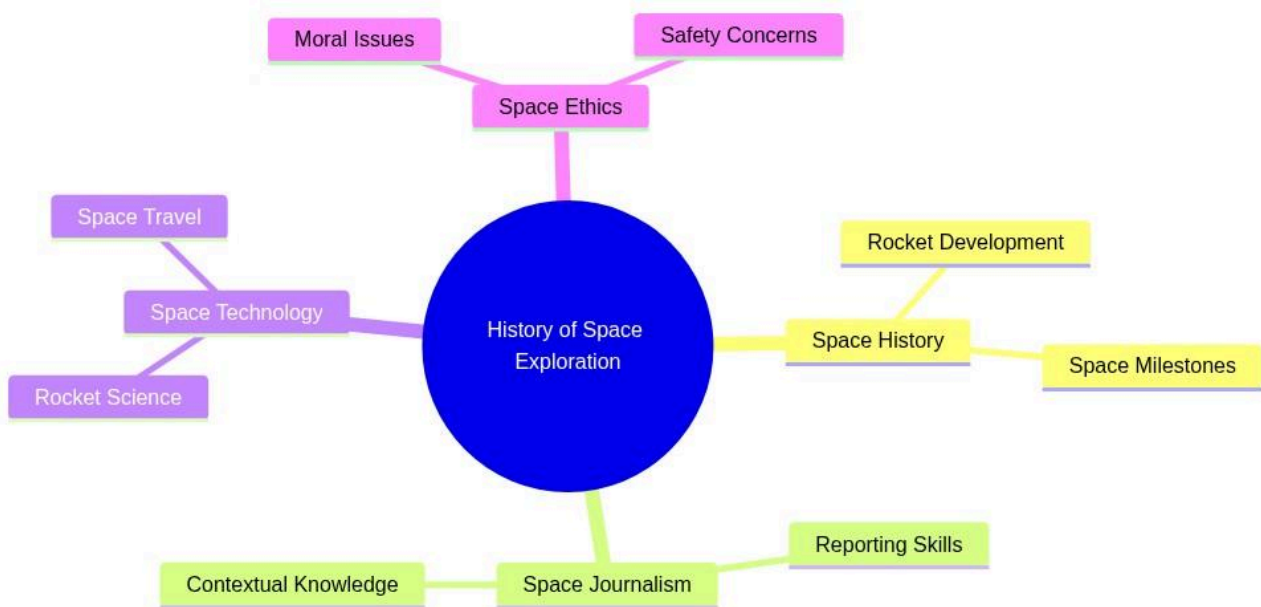 Moral Issues
Safety Concerns
Space Ethics
Space Travel
Rocket Development
Space Technology
History of Space
Exploration
Space History
Space Milestones
Rocket Science
Reporting Skills
Contextual Knowledge
Space Journalism